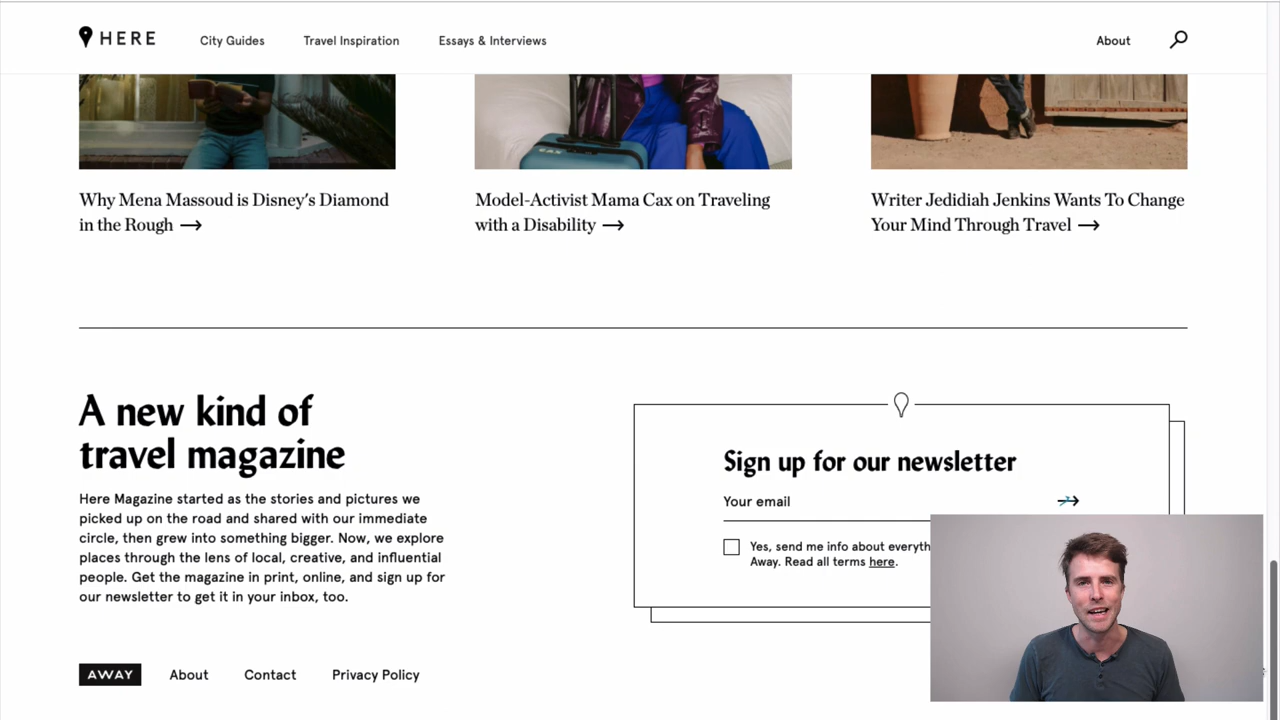 HERE
City Guides
Travel Inspiration
Essays & Interviews
About
Why Mena Massoud is Disney's Diamond
in the Rough →
Model-Activist Mama Cax on Traveling
with a Disability →
Writer Jedidiah Jenkins Wants To Change
Your Mind Through Travel →
A new kind of
travel magazine
Here Magazine started as the stories and pictures we
picked up on the road and shared with our immediate
circle, then grew into something bigger. Now, we explore
places through the lens of local, creative, and influential
people. Get the magazine in print, online, and sign up for
our newsletter to get it in your inbox, too.
Sign up for our newsletter
Your email
Yes, send me info about everyth
Away. Read all terms here.
AWAY
About
Contact
Privacy Policy